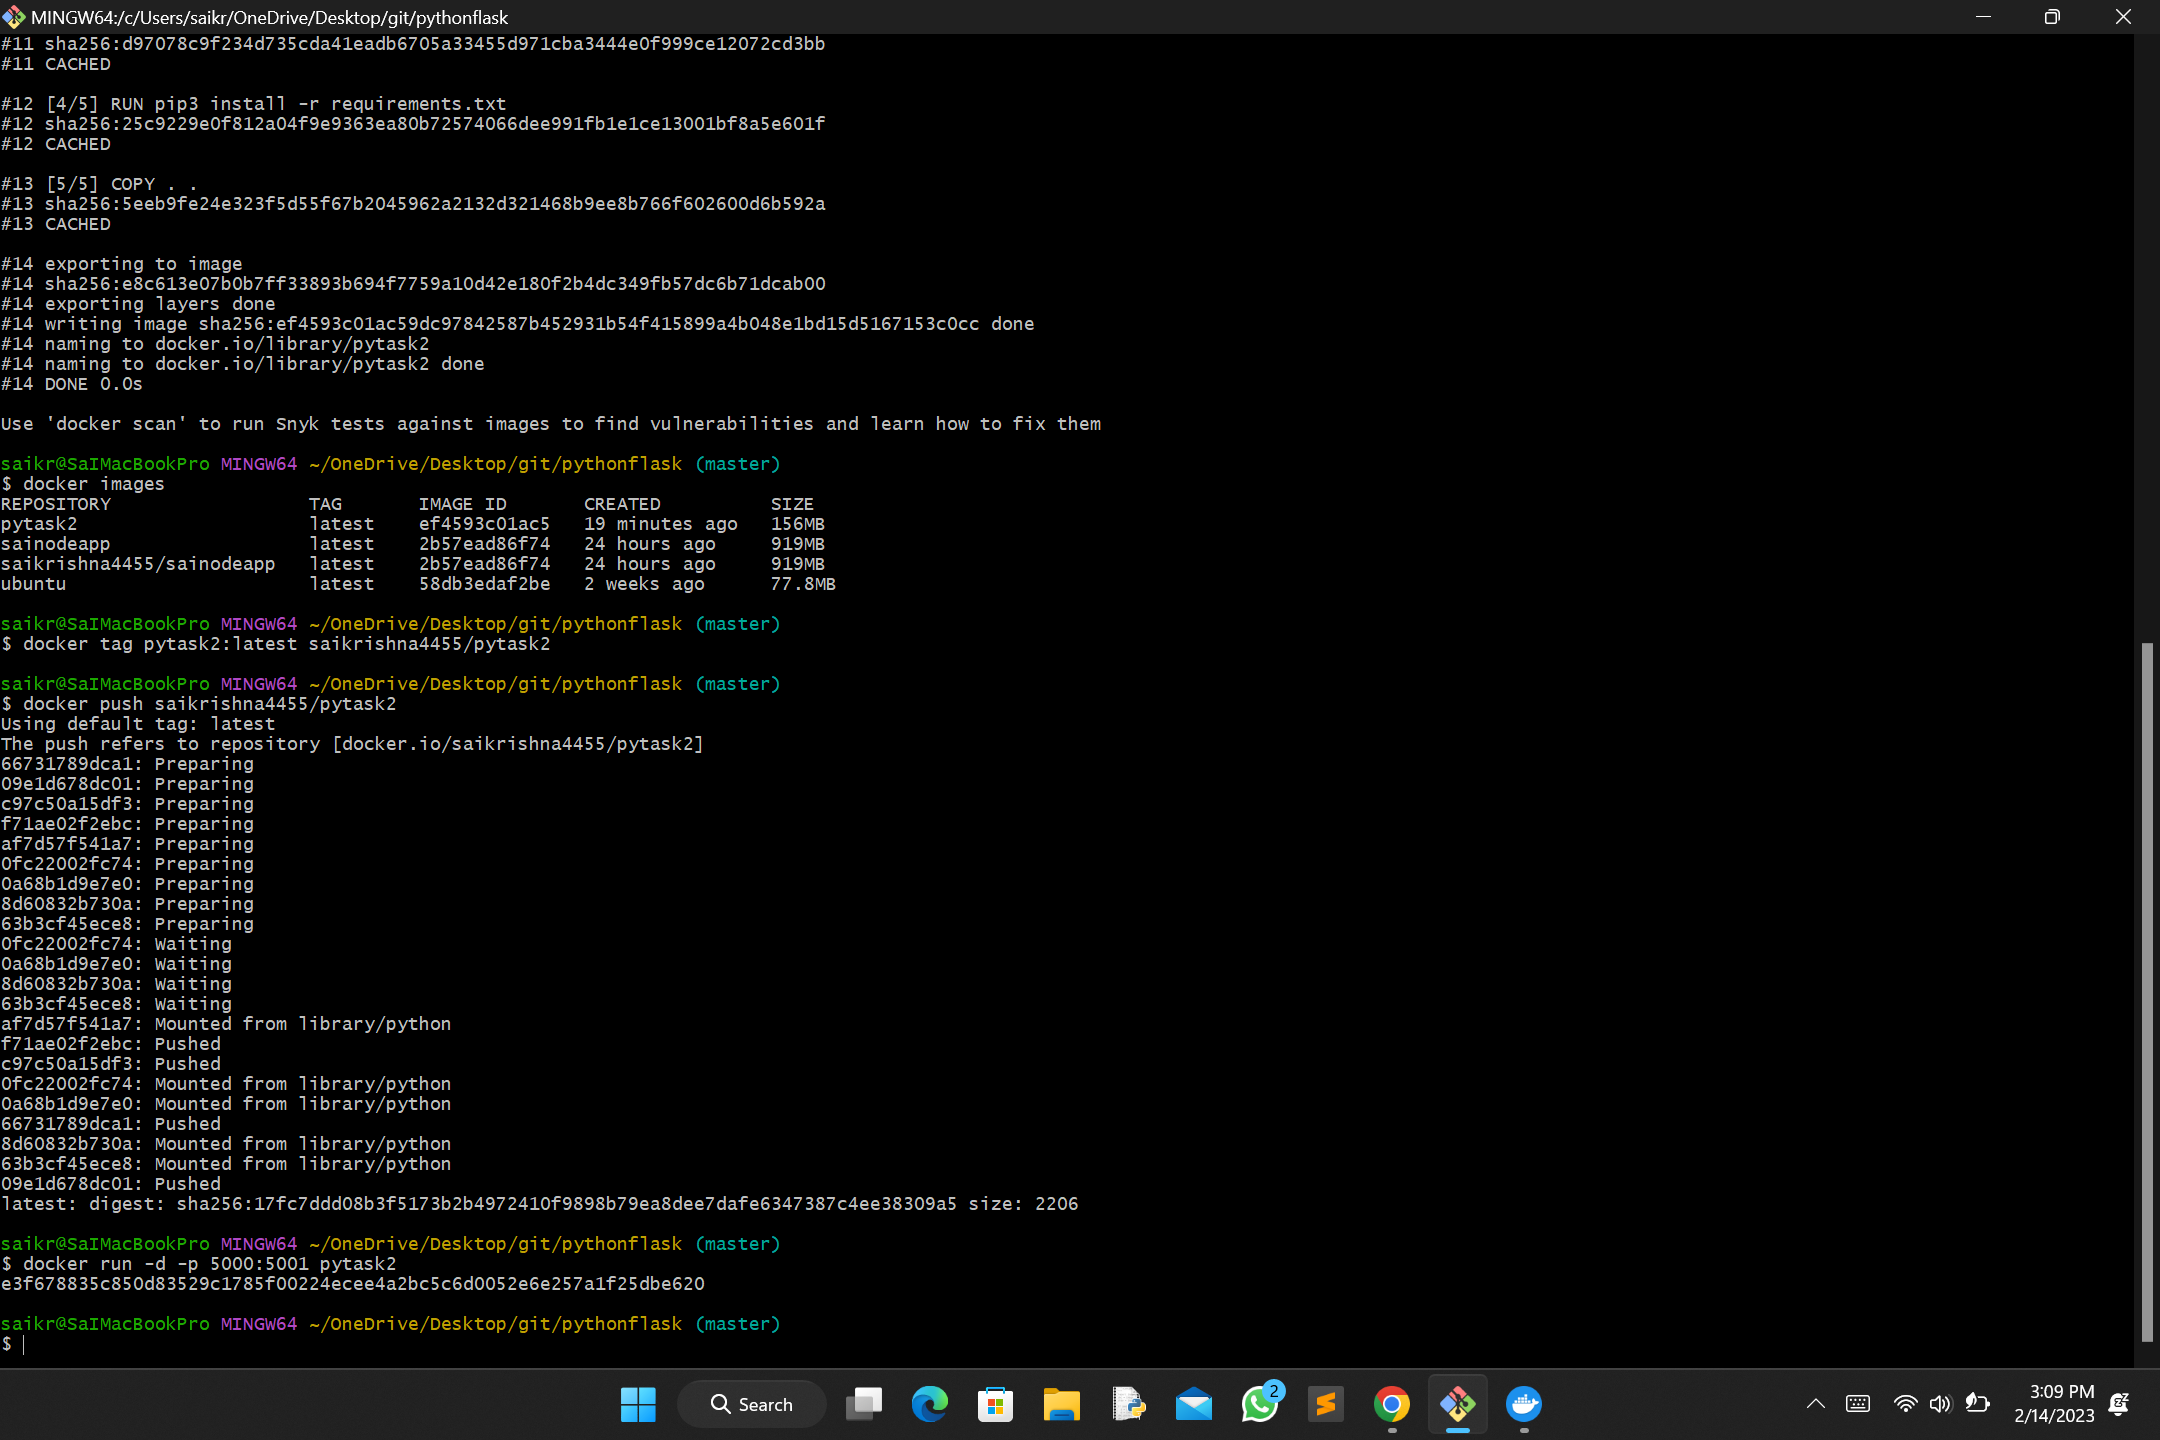 MINGW64:/c/Users/saikr/OneDrive/Desktop/git/pythonflask
#11 sha256:d97078c9f234d735cda41eadb6705a33455d971cba3444e0f999ce12072cd3bb
#11 CACHED
#12 [4/5] RUN pip3 install -r requirements.txt
#12 sha256:25c9229e0f812a04f9e9363ea80b72574066dee991fb1e1ce13001bf8a5e601f
#12 CACHED
#13 [5/5] COPY . .
#13 sha256:5eeb9fe24e323f5d55f67b2045962a2132d321468b9ee8b766f602600d6b592a
#13 CACHED
#14 exporting to image
#14 sha256:e8c613e07b0b7ff33893b694f7759a10d42e180f2b4dc349fb57dc6b71dcab00
#14 exporting layers done
#14 writing image sha256:ef4593c01ac59dc97842587b452931b54f415899a4b048e1bd15d5167153c0cc done
#14 naming to docker.io/library/pytask2
#14 naming to docker.io/library/pytask2 done
#14 DONE 0.0s
Use 'docker scan' to run Snyk tests against images to find vulnerabilities and learn how to fix them
saikr@SaIMacBookPro MINGW64 ~/OneDrive/Desktop/git/pythonflask (master)
$ docker images
REPOSITORY TAG IMAGE ID CREATED SIZE
pytask2 latest ef4593c01ac5 19 minutes ago 156MB
sainodeapp latest 2b57ead86f74 24 hours ago 919MB
saikrishna4455/sainodeapp latest 2b57ead86f74 24 hours ago 919MB
ubuntu latest 58db3edaf2be 2 weeks ago 77.8MB
saikr@SaIMacBookPro MINGW64 ~/OneDrive/Desktop/git/pythonflask (master)
$ docker tag pytask2:latest saikrishna4455/pytask2
saikr@SaIMacBookPro MINGW64 ~/OneDrive/Desktop/git/pythonflask (master)
$ docker push saikrishna4455/pytask2
Using default tag: latest
The push refers to repository [docker.io/saikrishna4455/pytask2]
66731789dca1: Preparing
09e1d678dc01: Preparing
c97c50a15df3: Preparing
f71ae02f2ebc: Preparing
af7d57f541a7: Preparing
0fc22002fc74: Preparing
0a68b1d9e7e0: Preparing
8d60832b730a: Preparing
63b3cf45ece8: Preparing
0fc22002fc74: Waiting
0a68b1d9e7e0: Waiting
8d60832b730a: Waiting
63b3cf45ece8: Waiting
af7d57f541a7: Mounted from library/python
f71ae02f2ebc: Pushed
c97c50a15df3: Pushed
0fc22002fc74: Mounted from library/python
0a68b1d9e7e0: Mounted from library/python
66731789dca1: Pushed
8d60832b730a: Mounted from library/python
63b3cf45ece8: Mounted from library/python
09e1d678dc01: Pushed
latest: digest: sha256:17fc7ddd08b3f5173b2b4972410f9898b79ea8dee7dafe6347387c4ee38309a5 size: 2206
saikr@SaIMacBookPro MINGW64 ~/OneDrive/Desktop/git/pythonflask (master)
$ docker run -d -p 5000:5001 pytask2
e3f678835c850d83529c1785f00224ecee4a2bc5c6d0052e6e257a1f25dbe620
saikr@SaIMacBookPro MINGW64 ~/OneDrive/Desktop/git/pythonflask (master)
$
Search
2
3:09 PM
2/14/2023